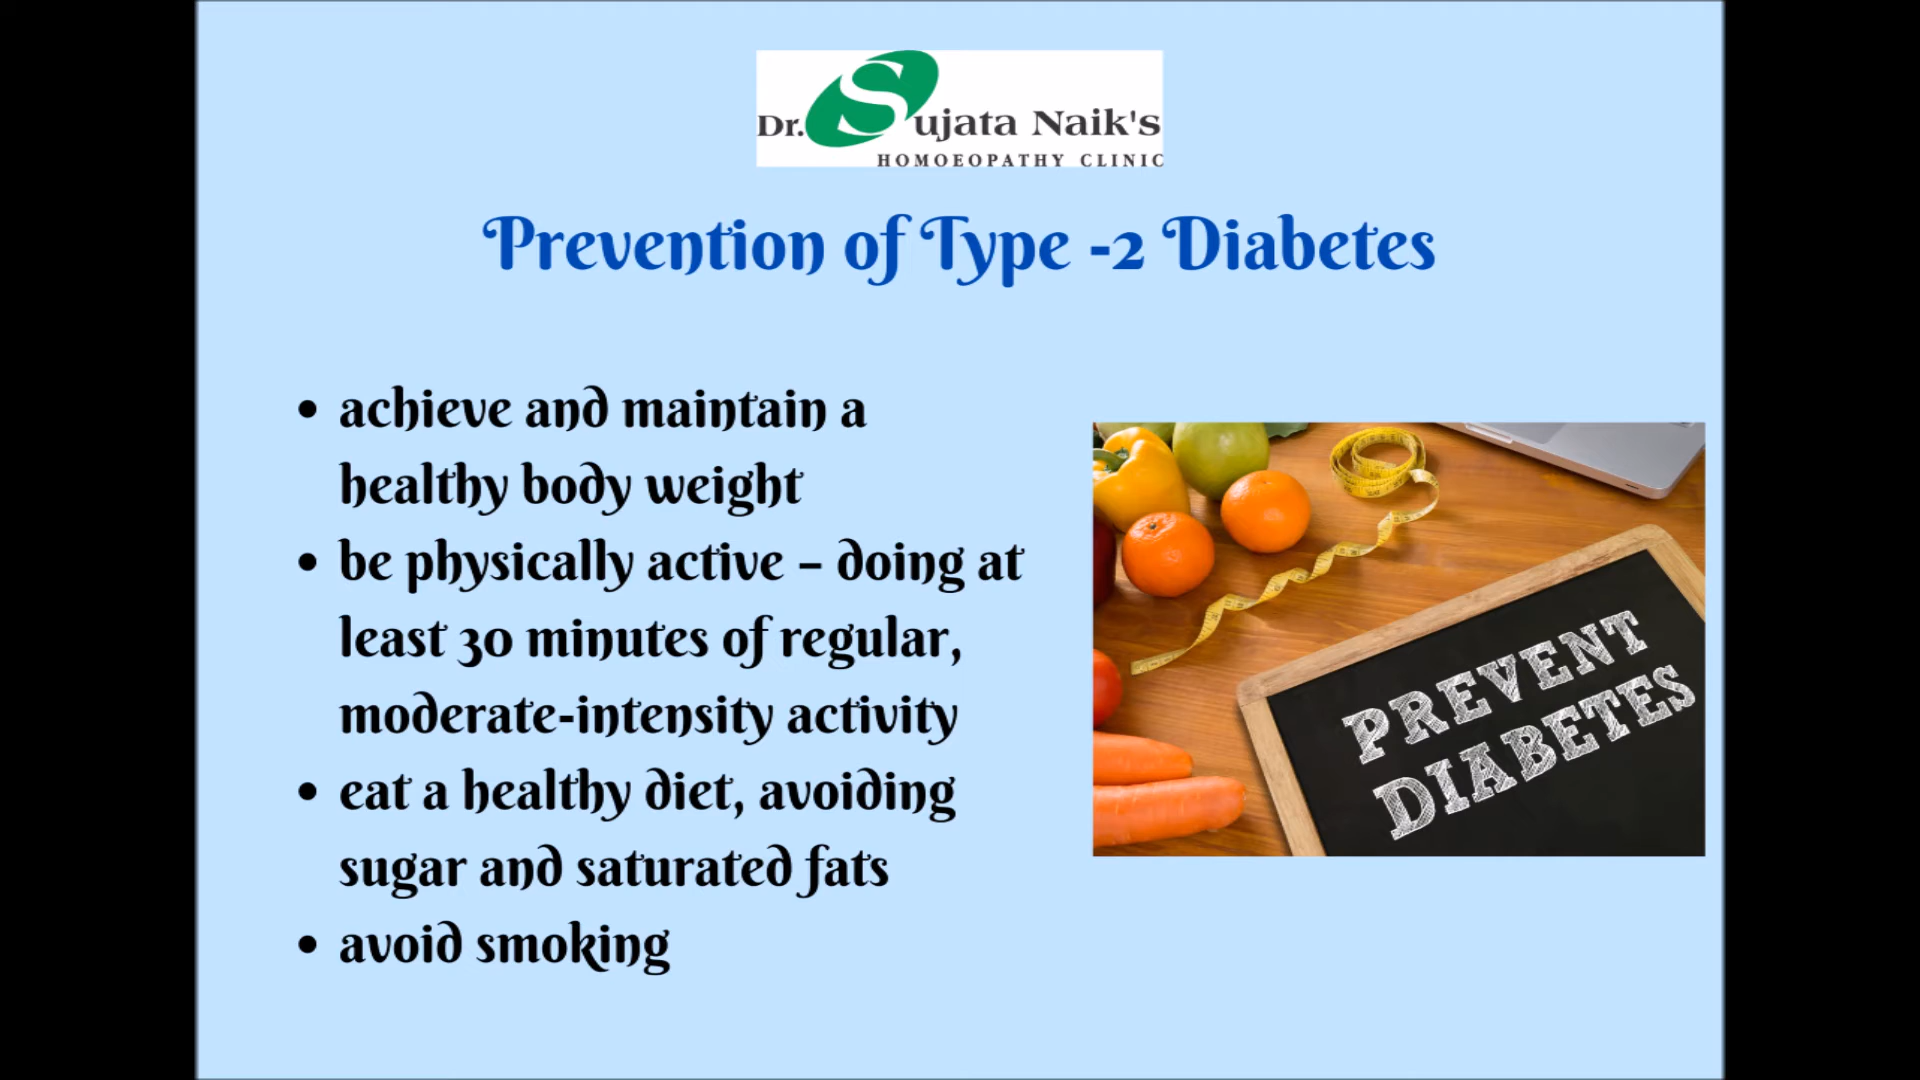 Dr. Sujata Naik's
HOMOEOPATHY CLINIC
Prevention of Type -2 Diabetes
• achieve and maintain a
healthy body weight
• be physically active – doing at
least 30 minutes of regular,
moderate-intensity activity
• eat a healthy diet, avoiding
sugar and saturated fats
• avoid smoking
PREVENT
DIABETES